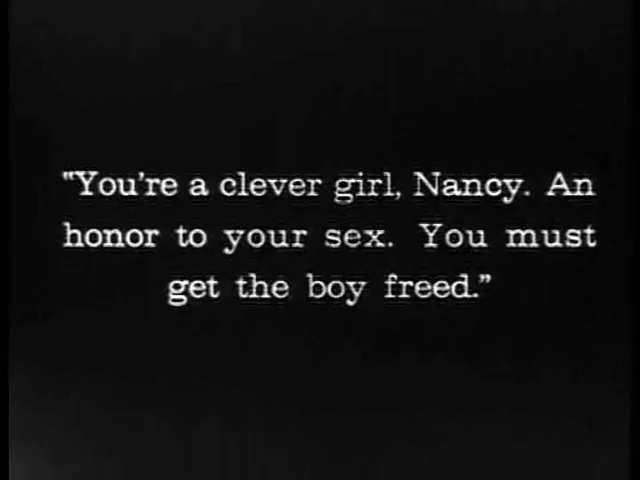 "You're a clever girl, Nancy. An
honor to your sex. You must
get the boy freed."